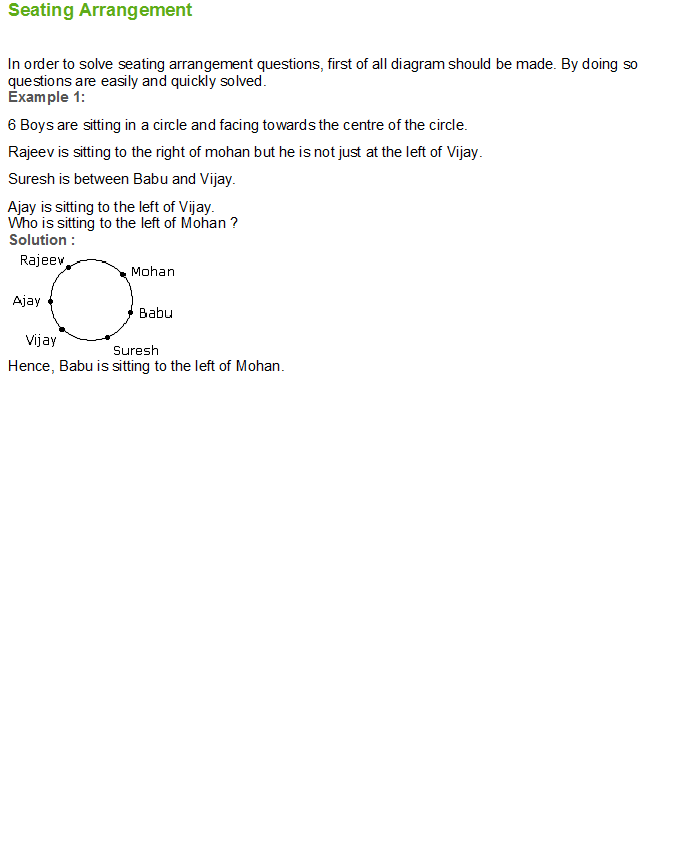 Seating Arrangement
In order to solve seating arrangement questions, first of all diagram should be made. By doing so
questions are easily and quickly solved.
Example 1:
6 Boys are sitting in a circle and facing towards the centre of the circle.
Rajeev is sitting to the right of mohan but he is not just at the left of Vijay.
Suresh is between Babu and Vijay.
Ajay is sitting to the left of Vijay.
Who is sitting to the left of Mohan ?
Solution :
Rajeev
Mohan
Ajay
Babu
Vijay
Suresh
Hence, Babu is sitting to the left of Mohan.